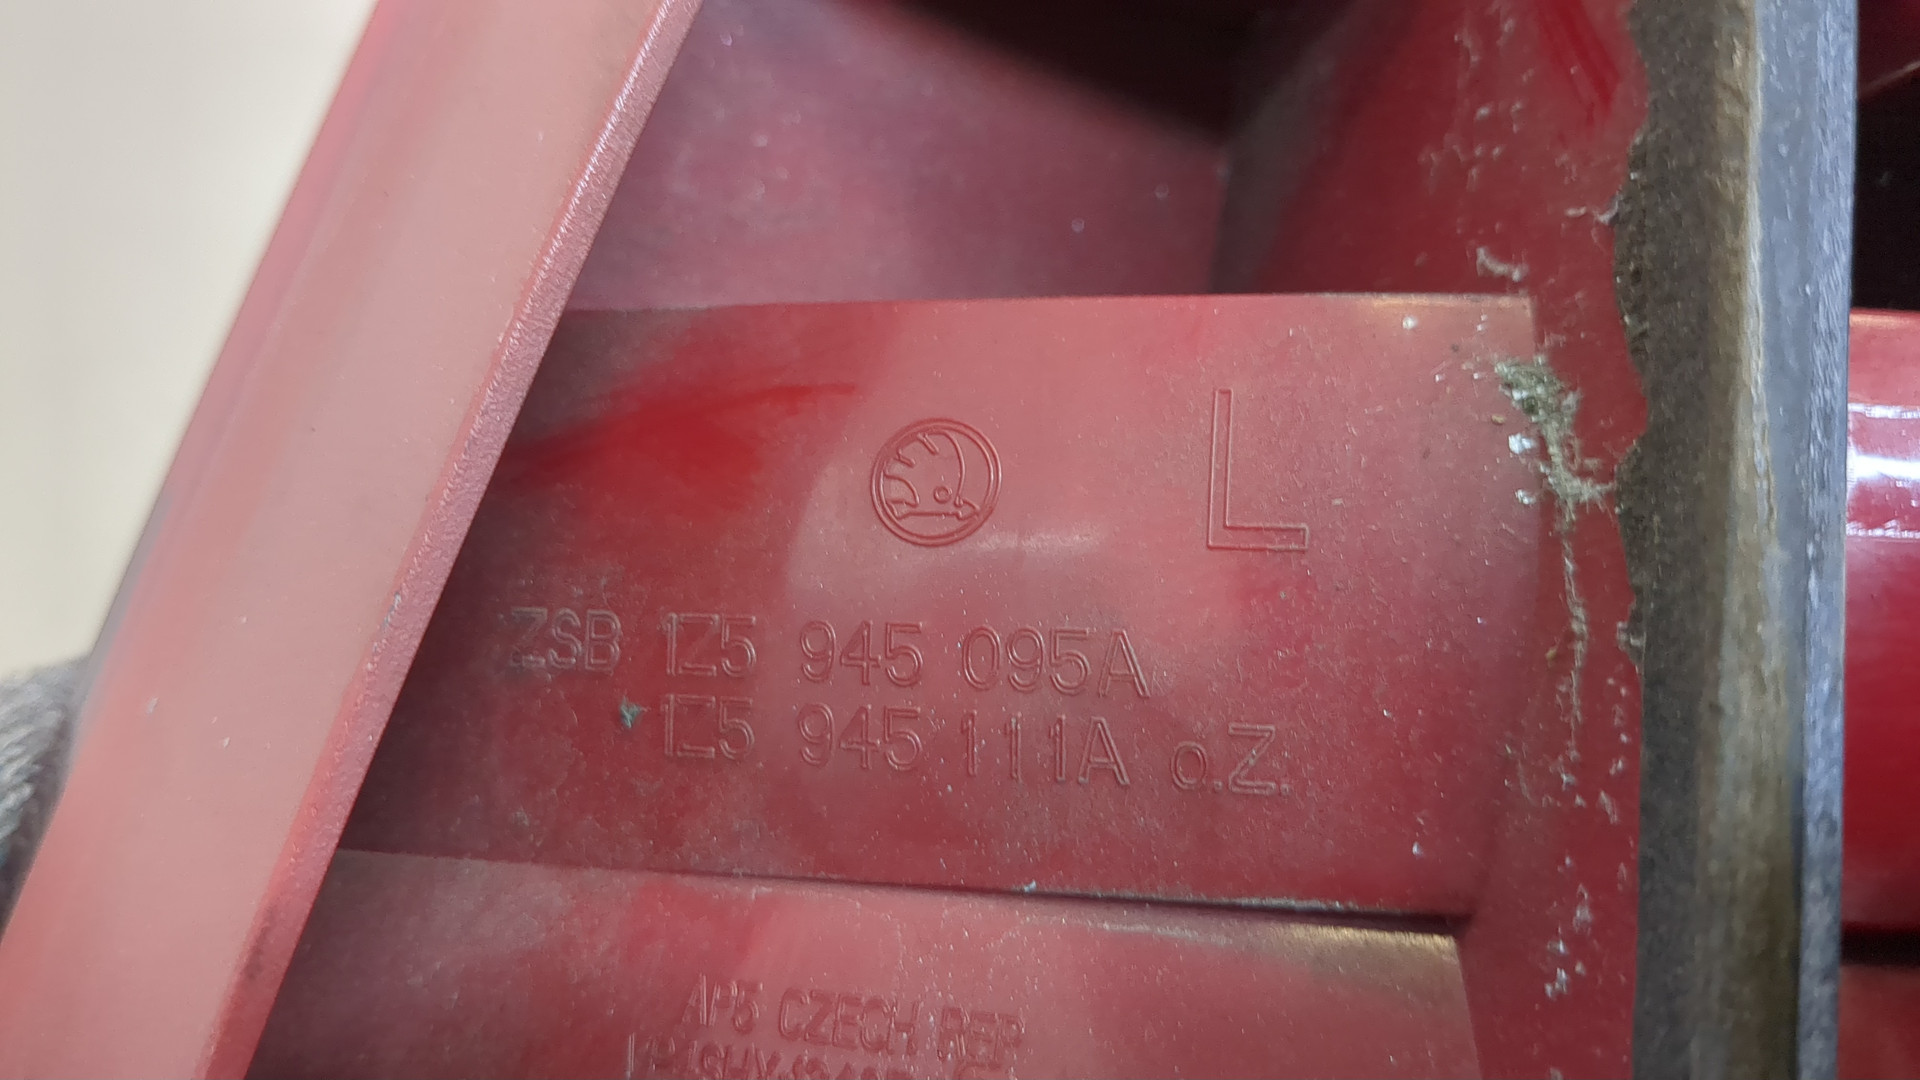 L
ZSB 1Z5 945 095A
1Z5 945 111A o.Z.
CZECH REP